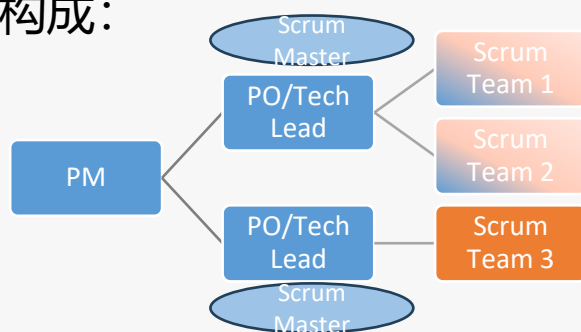 构成：
Scrum
Master
Scrum
Team 1
PO/Tech
Lead
Scrum
Team 2
PM
PO/Tech
Lead
Scrum
Team 3
Scrum
Master